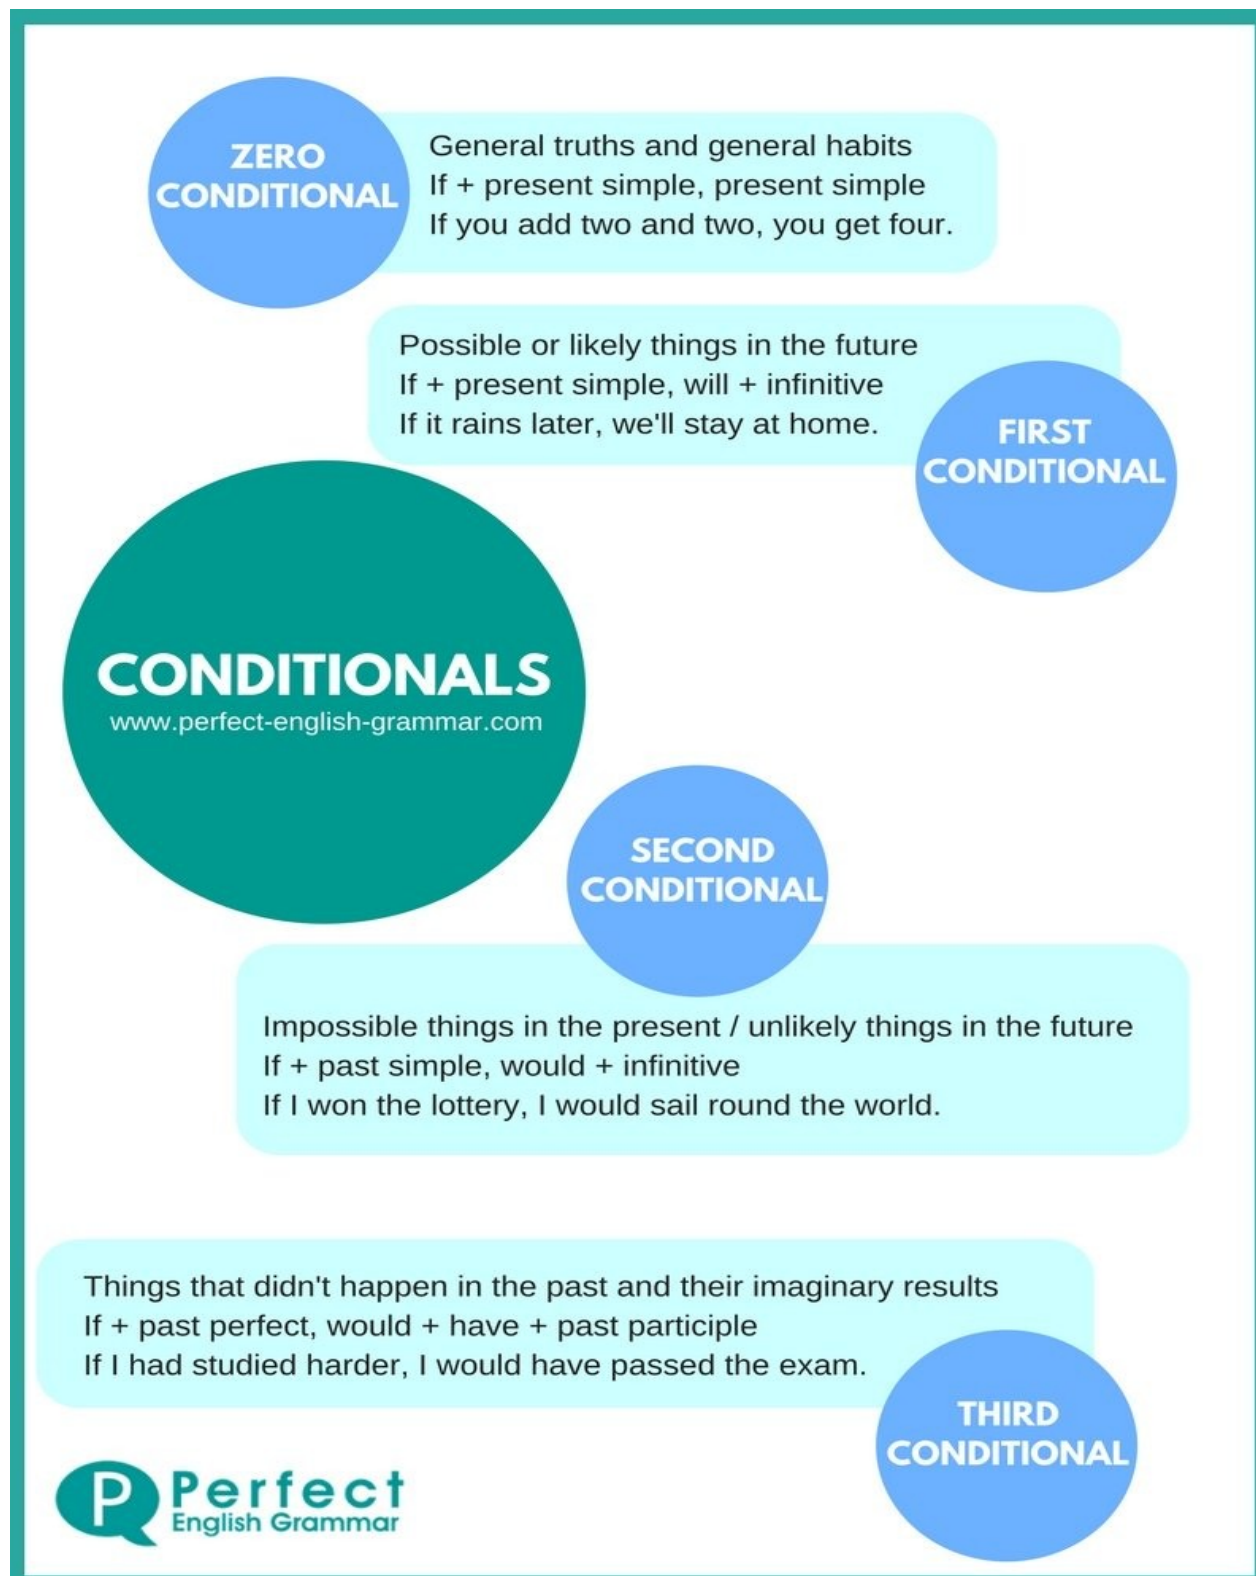 ZERO
CONDITIONAL
General truths and general habits
If + present simple, present simple
If you add two and two, you get four.
Possible or likely things in the future
If + present simple, will + infinitive
If it rains later, we'll stay at home.
FIRST
CONDITIONAL
CONDITIONALS
www.perfect-english-grammar.com
SECOND
CONDITIONAL
Impossible things in the present / unlikely things in the future
If + past simple, would + infinitive
If I won the lottery, I would sail round the world.
Things that didn't happen in the past and their imaginary results
If + past perfect, would + have + past participle
If I had studied harder, I would have passed the exam.
THIRD
CONDITIONAL
P Perfect
English Grammar